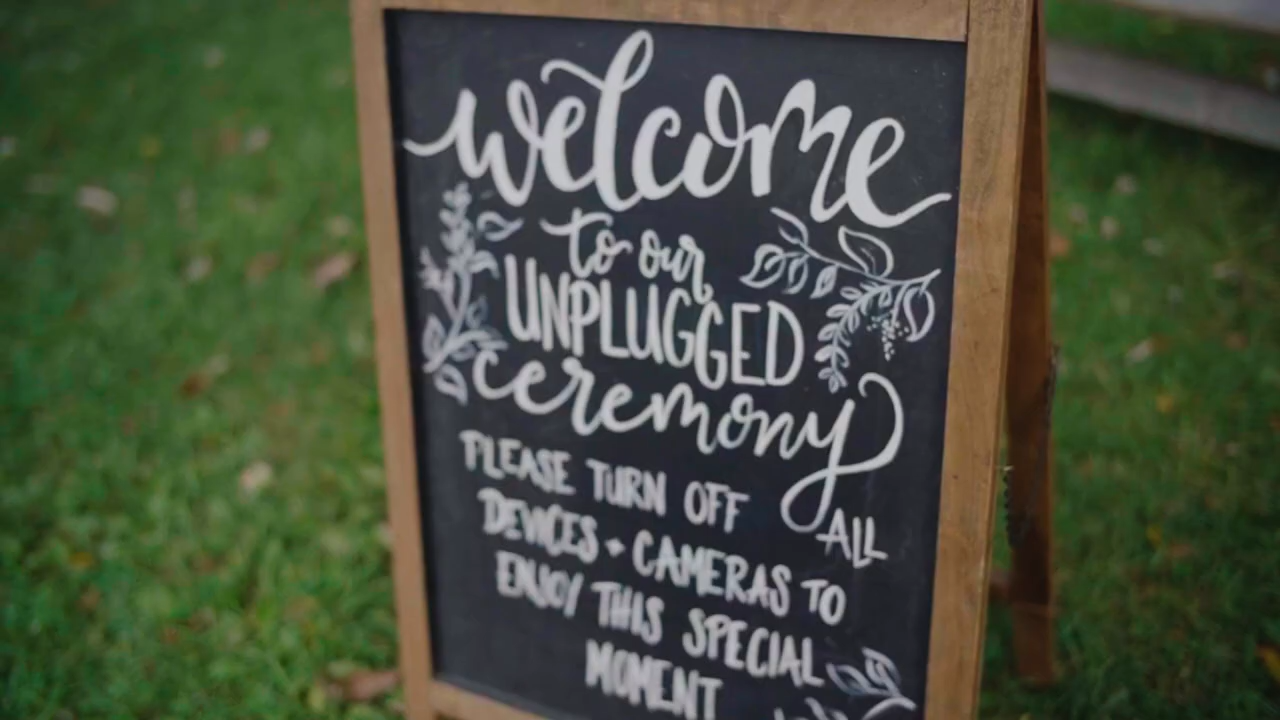 welcome
to our
UNPLUGGED
ceremony
PLEASE TURN OFF ALL
DEVICES + CAMERAS TO
ENJOY THIS SPECIAL
MOMENT